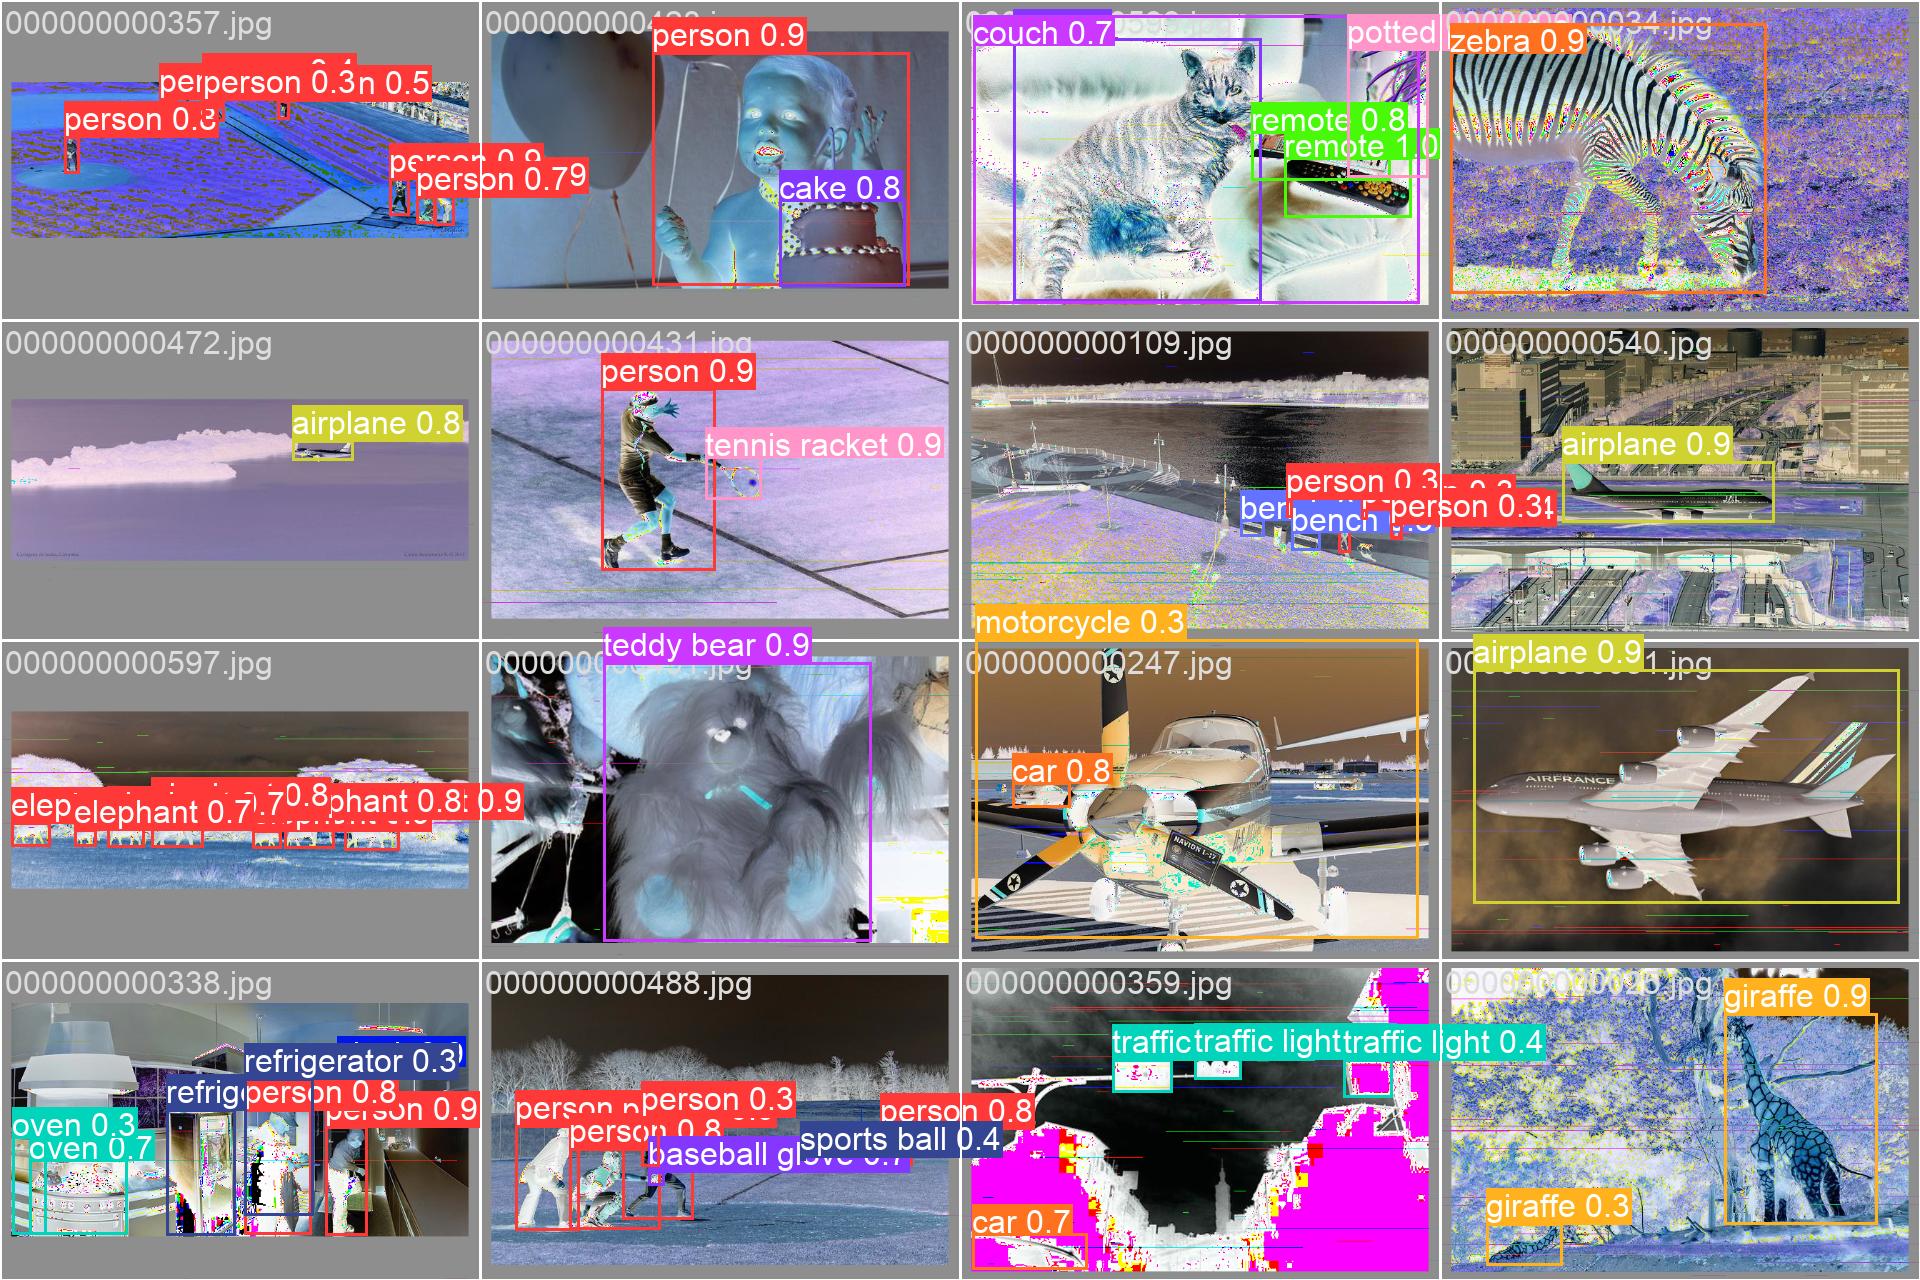 000000000357.jpg
person 0.9
couch 0.7
potted
zebra 0.9
person 0.3
n 0.5
person 0.8
remote 0.8
remote 1.0
person 0.9
person 0.79
cake 0.8
000000000472.jpg
000000000431.jpg
000000000109.jpg
000000000540.jpg
airplane 0.8
person 0.9
tennis racket 0.9
airplane 0.9
person 0.3
person 0.3
bench
JAL
motorcycle 0.3
000000000597.jpg
teddy bear 0.9
000000000247.jpg
airplane 0.9
car 0.8
AIRFRANCE
elephant 0.7
0.8
phant 0.8
0.9
NAVION L-17
000000000338.jpg
000000000488.jpg
000000000359.jpg
giraffe 0.9
refrigerator 0.3
person 0.8
person 0.9
oven 0.3
oven 0.7
person 0.3
person 0.8
person 0.8
baseball glove 0.7
sports ball 0.4
traffic
traffic light
traffic light 0.4
car 0.7
giraffe 0.3